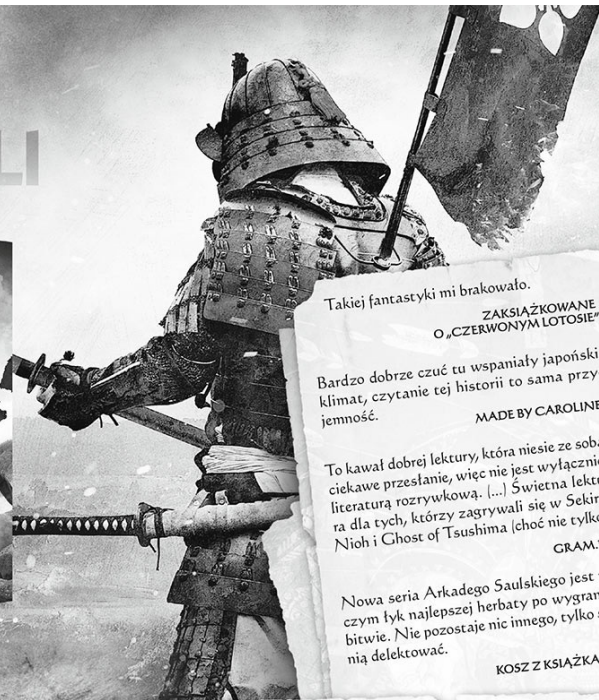 LI
Takiej fantastyki mi brakowało.
ZAKSIĄŻKOWANE
O „CZERWONYM LOTOSIE”
Bardzo dobrze czuć tu wspaniały japoński
klimat, czytanie tej historii to sama przy
jemność.
MADE BY CAROLINE
To kawał dobrej lektury, która niesie ze sobą
ciekawe przesłanie, więc nie jest wyłącznie
literaturą rozrywkową. (...) Świetna lektu
ra dla tych, którzy zagrywali się w Sekir
Nioh i Ghost of Tsushima (choć nie tylko
GRAM.
Nowa seria Arkadego Saulskiego jest
czym łyk najlepszej herbaty po wygran
bitwie. Nie pozostaje nic innego, tylko
nią delektować.
KOSZ Z KSIĄŻKA